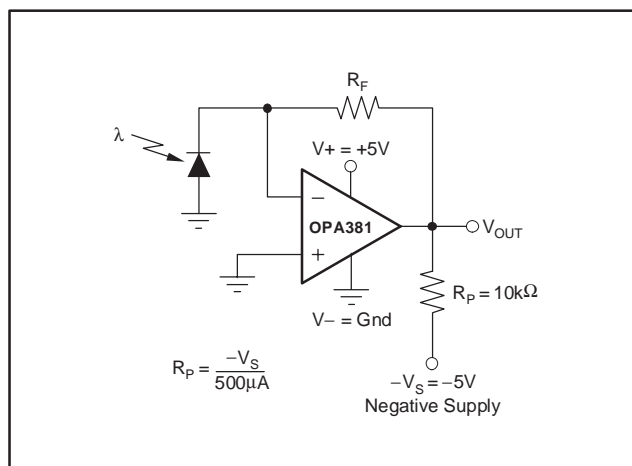 R_F
λ
V+ = +5V
−
OPA381
+
V_OUT
R_P = 10kΩ
V− = Gnd
R_P = −V_S / 500µA
−V_S = −5V
Negative Supply